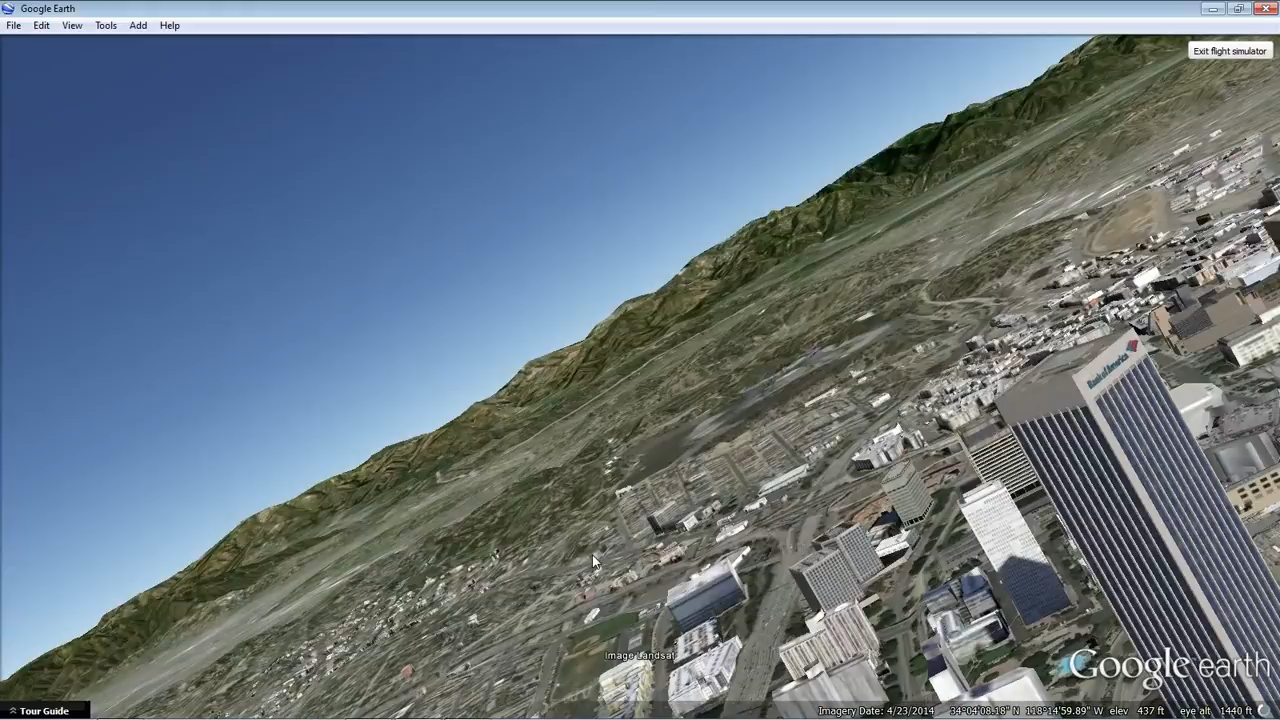 Google Earth
File Edit View Tools Add Help
Exit flight simulator
Bank of America
Image Landsat
Google earth
Tour Guide
Imagery Date: 4/23/2014 34°04'08.18" N 118°14'59.89" W elev 437 ft eye alt 1440 ft